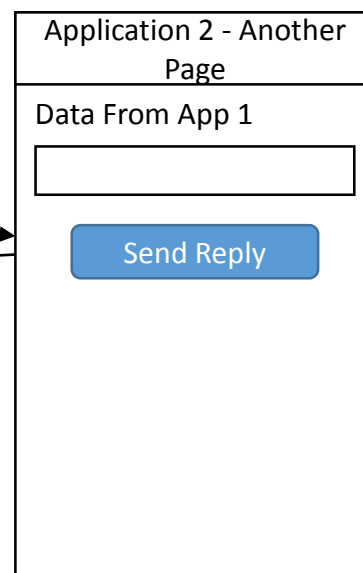 Application 2 - Another
Page
Data From App 1
Send Reply